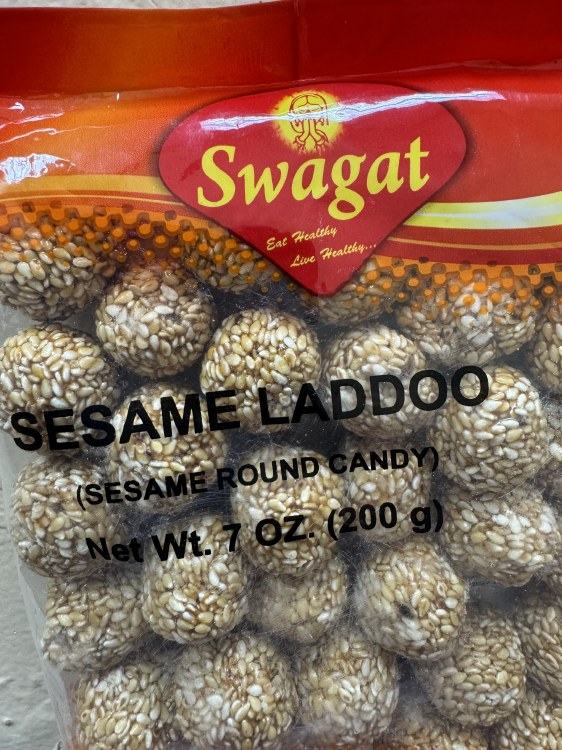 Swagat
Eat Healthy
Live Healthy...
SESAME LADDOO
(SESAME ROUND CANDY)
Net Wt. 7 OZ. (200 g)